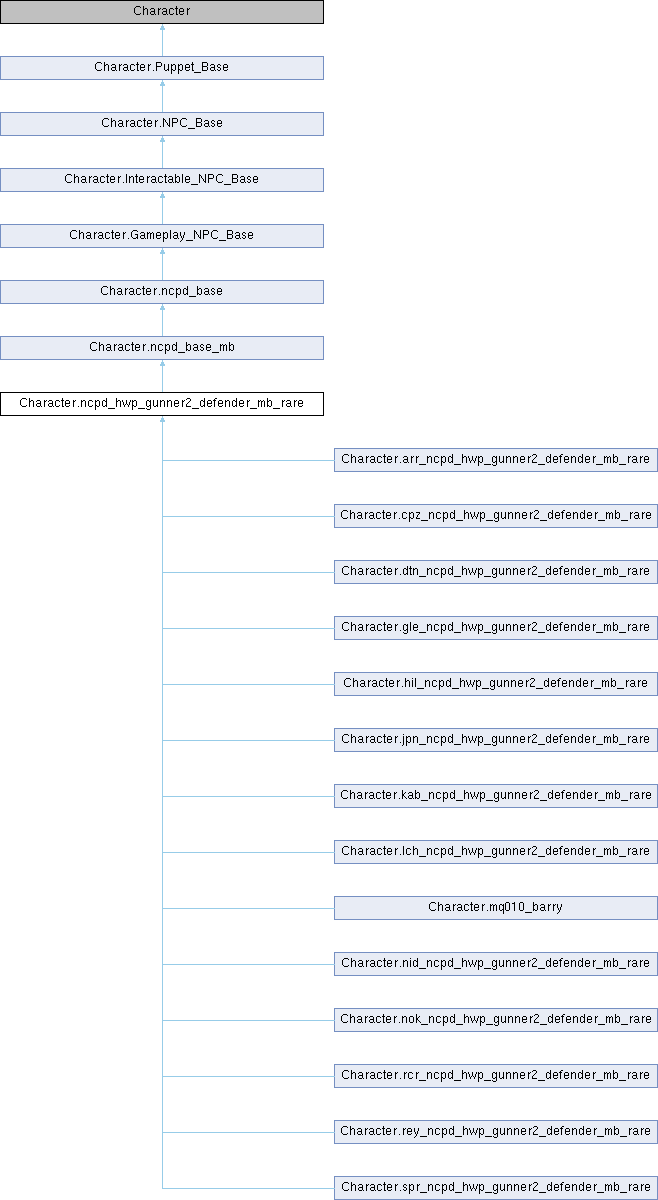 Character
Character.Puppet_Base
Character.NPC_Base
Character.Interactable_NPC_Base
Character.Gameplay_NPC_Base
Character.ncpd_base
Character.ncpd_base_mb
Character.ncpd_hwp_gunner2_defender_mb_rare
Character.arr_ncpd_hwp_gunner2_defender_mb_rare
Character.cpz_ncpd_hwp_gunner2_defender_mb_rare
Character.dtn_ncpd_hwp_gunner2_defender_mb_rare
Character.gle_ncpd_hwp_gunner2_defender_mb_rare
Character.hil_ncpd_hwp_gunner2_defender_mb_rare
Character.jpn_ncpd_hwp_gunner2_defender_mb_rare
Character.kab_ncpd_hwp_gunner2_defender_mb_rare
Character.lch_ncpd_hwp_gunner2_defender_mb_rare
Character.mq010_barry
Character.nid_ncpd_hwp_gunner2_defender_mb_rare
Character.nok_ncpd_hwp_gunner2_defender_mb_rare
Character.rcr_ncpd_hwp_gunner2_defender_mb_rare
Character.rey_ncpd_hwp_gunner2_defender_mb_rare
Character.spr_ncpd_hwp_gunner2_defender_mb_rare